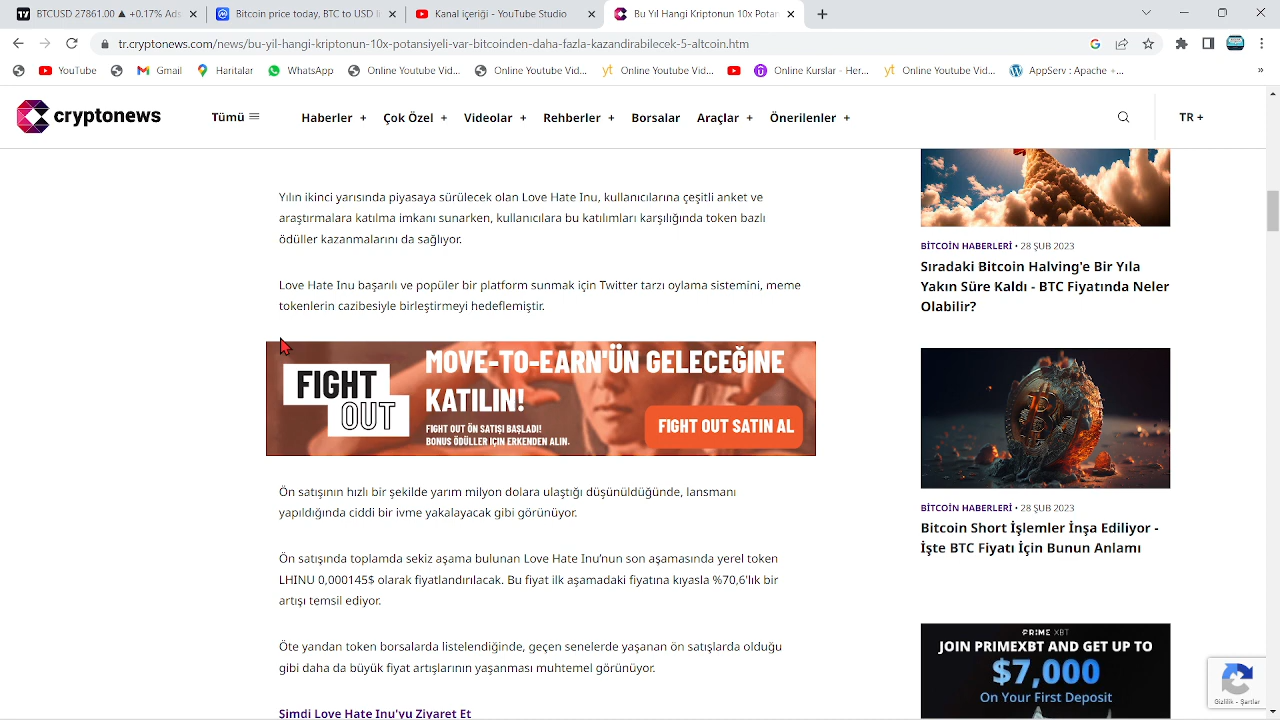 BTCUSD 27861.00 ▲ +0.17% As
Bitcoin price today, BTC to USD li
Kanal içeriği - YouTube Studio
Bu Yıl Hangi Kriptonun 10x Potan
tr.cryptonews.com/news/bu-yil-hangi-kriptonun-10x-potansiyeli-var-bitcoinden-daha-fazla-kazandirabilecek-5-altcoin.htm
YouTube
Gmail
Haritalar
WhatsApp
Online Youtube Vid...
Online Youtube Vid...
Online Youtube Vid...
Online Kurslar - Her...
Online Youtube Vid...
AppServ : Apache +...
»
cryptonews
Tümü
Haberler +
Çok Özel +
Videolar +
Rehberler +
Borsalar
Araçlar +
Önerilenler +
TR +
Yılın ikinci yarısında piyasaya sürülecek olan Love Hate Inu, kullanıcılarına çeşitli anket ve
araştırmalara katılma imkanı sunarken, kullanıcılara bu katılımları karşılığında token bazlı
ödüller kazanmalarını da sağlıyor.
Love Hate Inu başarılı ve popüler bir platform sunmak için Twitter tarzı oylama sistemini, meme
tokenlerin cazibesiyle birleştirmeyi hedeflemiştir.
FIGHT
OUT
MOVE-TO-EARN'ÜN GELECEĞINE
KATILIN!
FIGHT OUT ÖN SATIŞI BAŞLADI!
BONUS ÖDÜLLER IÇIN ERKENDEN ALIN.
FIGHT OUT SATIN AL
Ön satışının hızlı bir şekilde yarım milyon dolara ulaştığı düşünüldüğünde, lansmanı
yapıldığında ciddi bir ivme yakalayacak gibi görünüyor.
Ön satışında toplam sekiz aşama bulunan Love Hate Inu'nun son aşamasında yerel token
LHINU 0,000145$ olarak fiyatlandırılacak. Bu fiyat ilk aşamadaki fiyatına kıyasla %70,6'lık bir
artışı temsil ediyor.
Öte yandan token borsalarda listelendiğinde, geçen senelerde yaşanan ön satışlarda olduğu
gibi daha da büyük fiyat artışlarının yaşanması muhtemel görünüyor.
Şimdi Love Hate Inu'yu Ziyaret Et
BİTCOİN HABERLERİ • 28 ŞUB 2023
Sıradaki Bitcoin Halving'e Bir Yıla
Yakın Süre Kaldı - BTC Fiyatında Neler
Olabilir?
BİTCOİN HABERLERİ • 28 ŞUB 2023
Bitcoin Short İşlemler İnşa Ediliyor -
İşte BTC Fiyatı İçin Bunun Anlamı
PRIME XBT
JOIN PRIMEXBT AND GET UP TO
$7,000
On Your First Deposit
Gizlilik - Şartlar